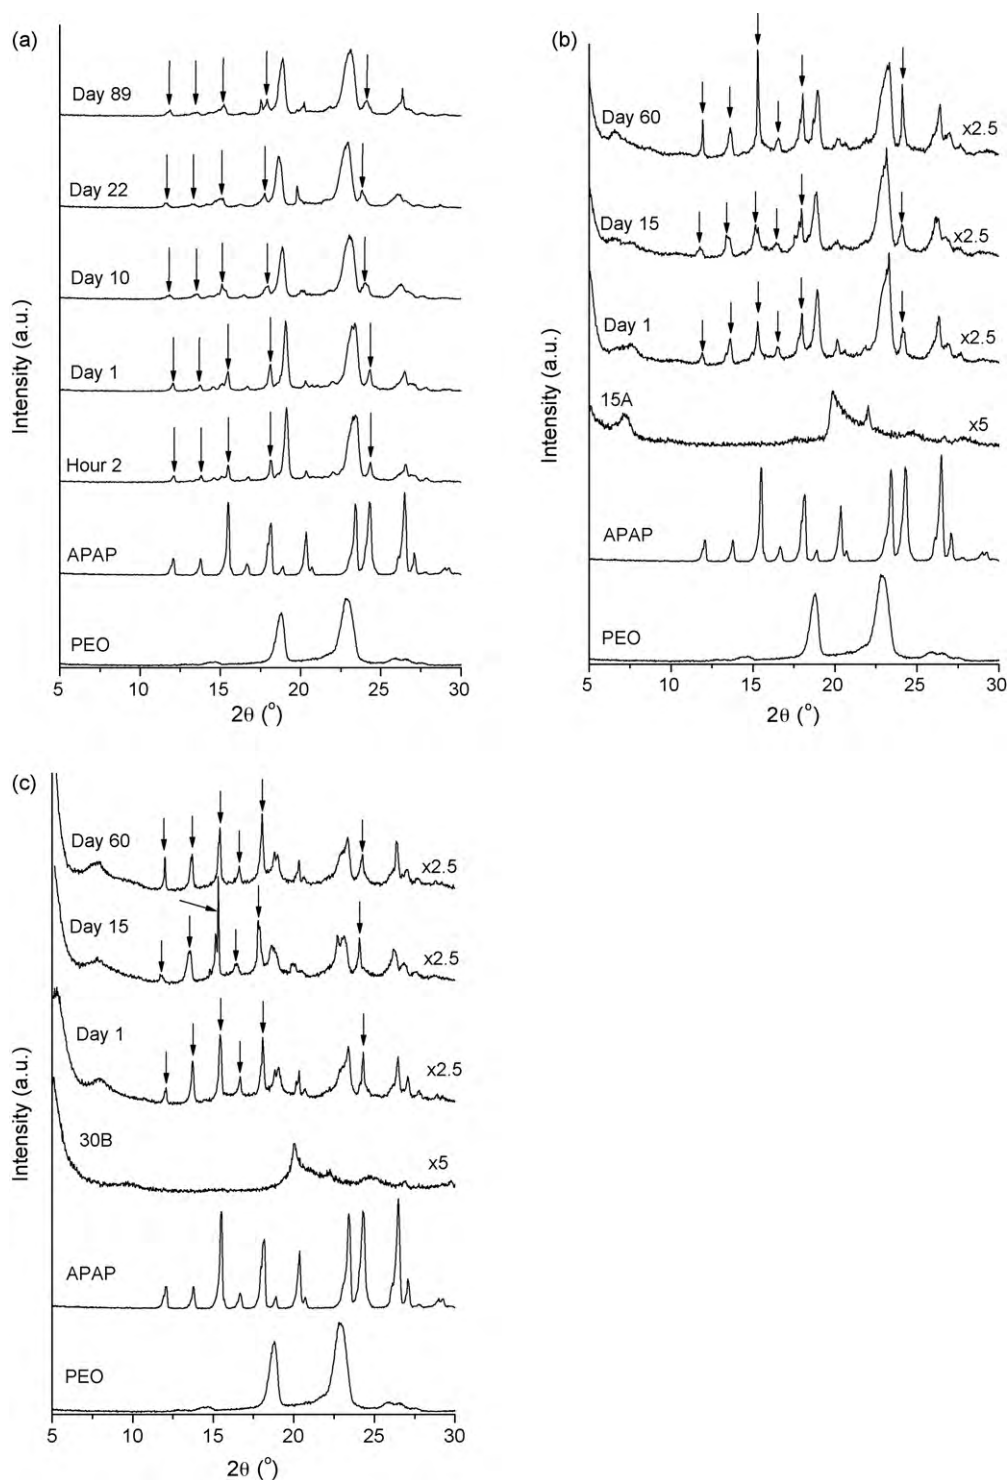 (a)
Day 89
Day 22
Day 10
Day 1
Hour 2
APAP
PEO
Intensity (a.u.)
5 10 15 20 25 30
2θ (°)
(b)
Day 60
x2.5
Day 15
x2.5
Day 1
x2.5
15A
x5
APAP
PEO
Intensity (a.u.)
5 10 15 20 25 30
2θ (°)
(c)
Day 60
x2.5
Day 15
x2.5
Day 1
x2.5
30B
x5
APAP
PEO
Intensity (a.u.)
5 10 15 20 25 30
2θ (°)